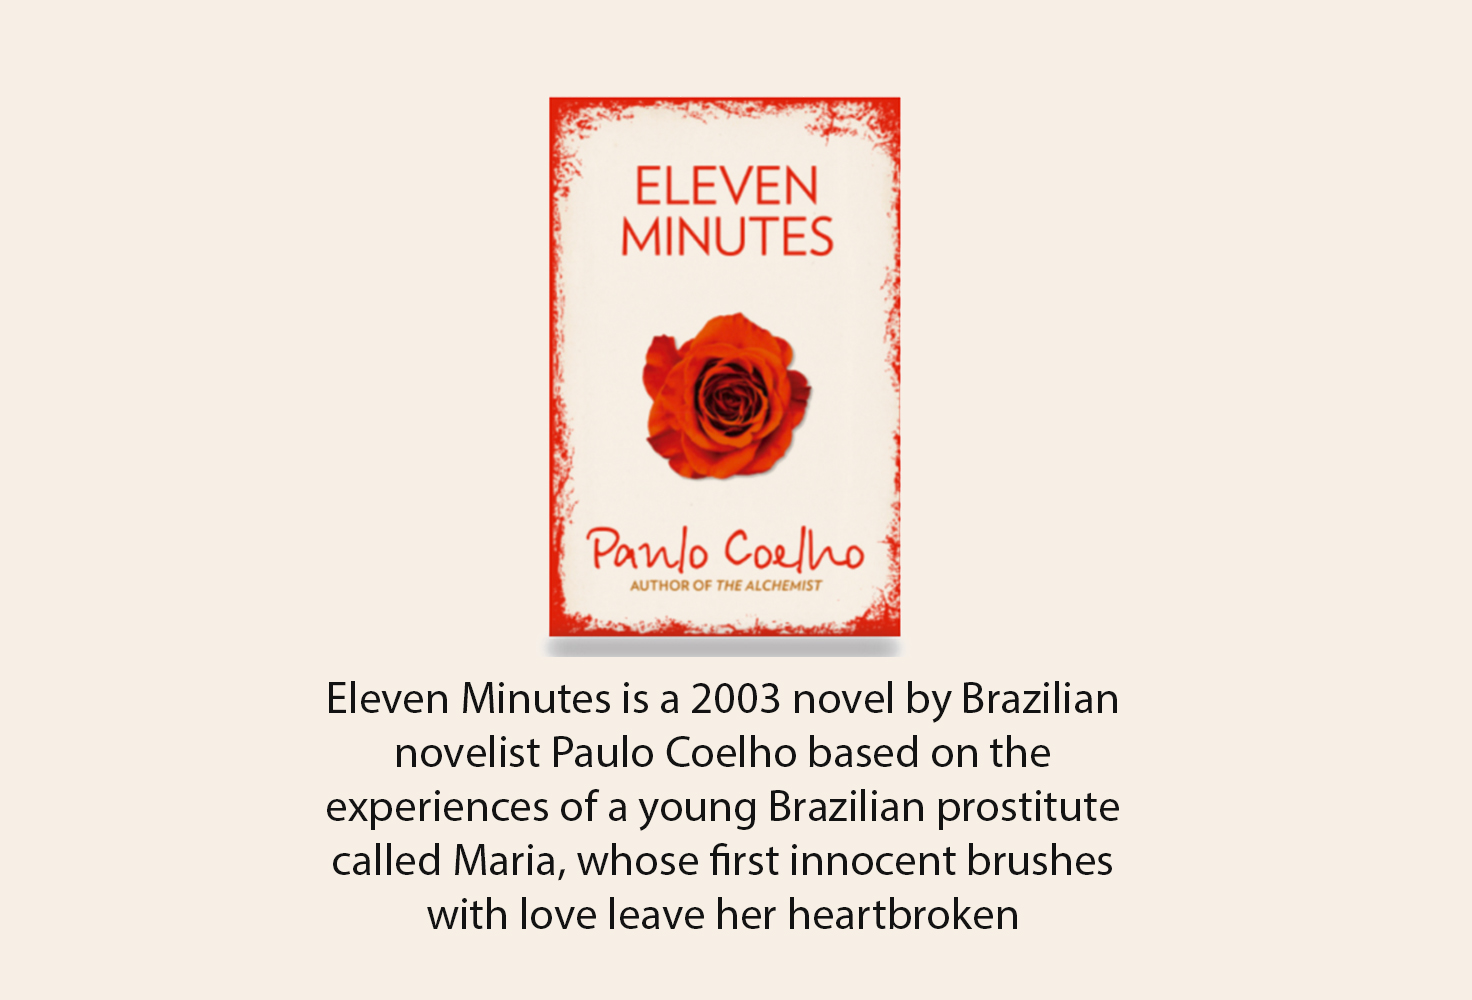 ELEVEN
MINUTES
Paulo Coelho
AUTHOR OF THE ALCHEMIST
Eleven Minutes is a 2003 novel by Brazilian
novelist Paulo Coelho based on the
experiences of a young Brazilian prostitute
called Maria, whose first innocent brushes
with love leave her heartbroken